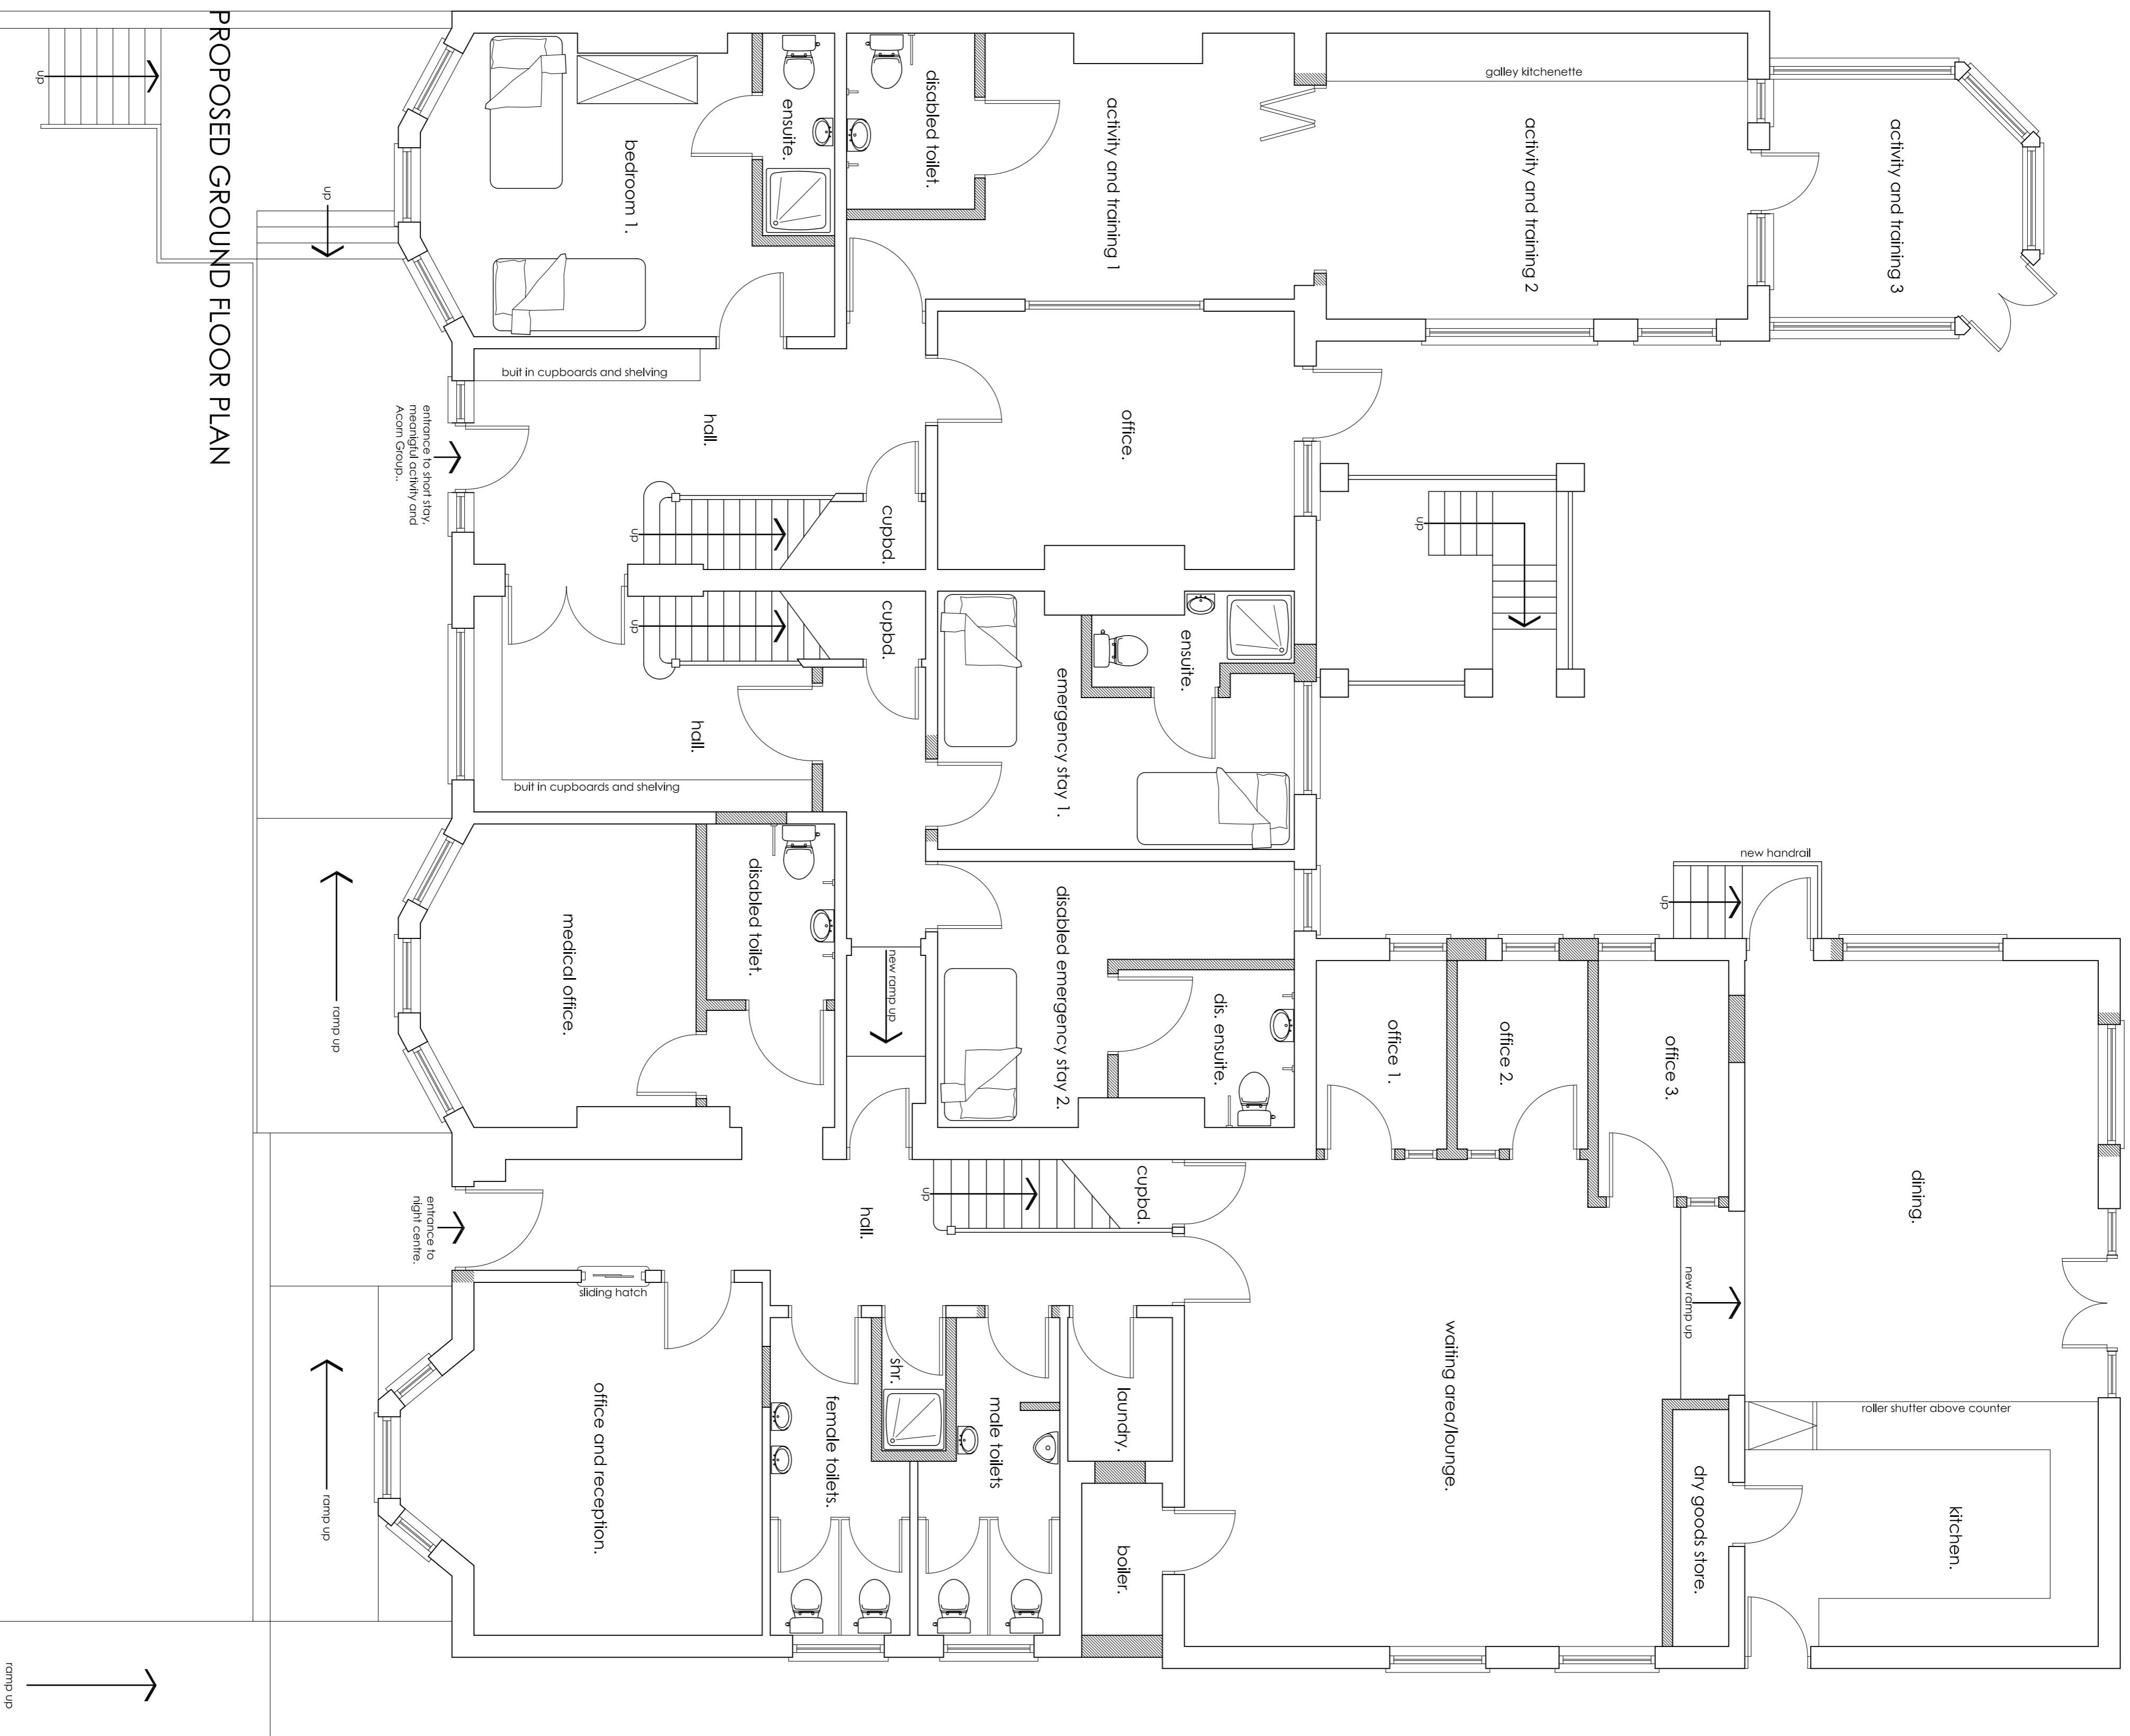 PROPOSED GROUND FLOOR PLAN
up
up
bedroom 1.
ensuite.
disabled toilet.
activity and training 1
galley kitchenette
activity and training 2
activity and training 3
buit in cupboards and shelving
entrance to short stay,
meanigful activity and
Acorn Group..
hall.
up
cupbd.
office.
up
up
cupbd.
hall.
buit in cupboards and shelving
ensuite.
emergency stay 1.
new handrail
up
ramp up
medical office.
disabled toilet.
new ramp up
disabled emergency stay 2.
dis. ensuite.
office 1.
office 2.
office 3.
dining.
entrance to
night centre.
hall.
up
cupbd.
sliding hatch
new ramp up
waiting area/lounge.
roller shutter above counter
ramp up
office and reception.
female toilets.
shr.
male toilets
laundry.
boiler.
dry goods store.
kitchen.
ramp up